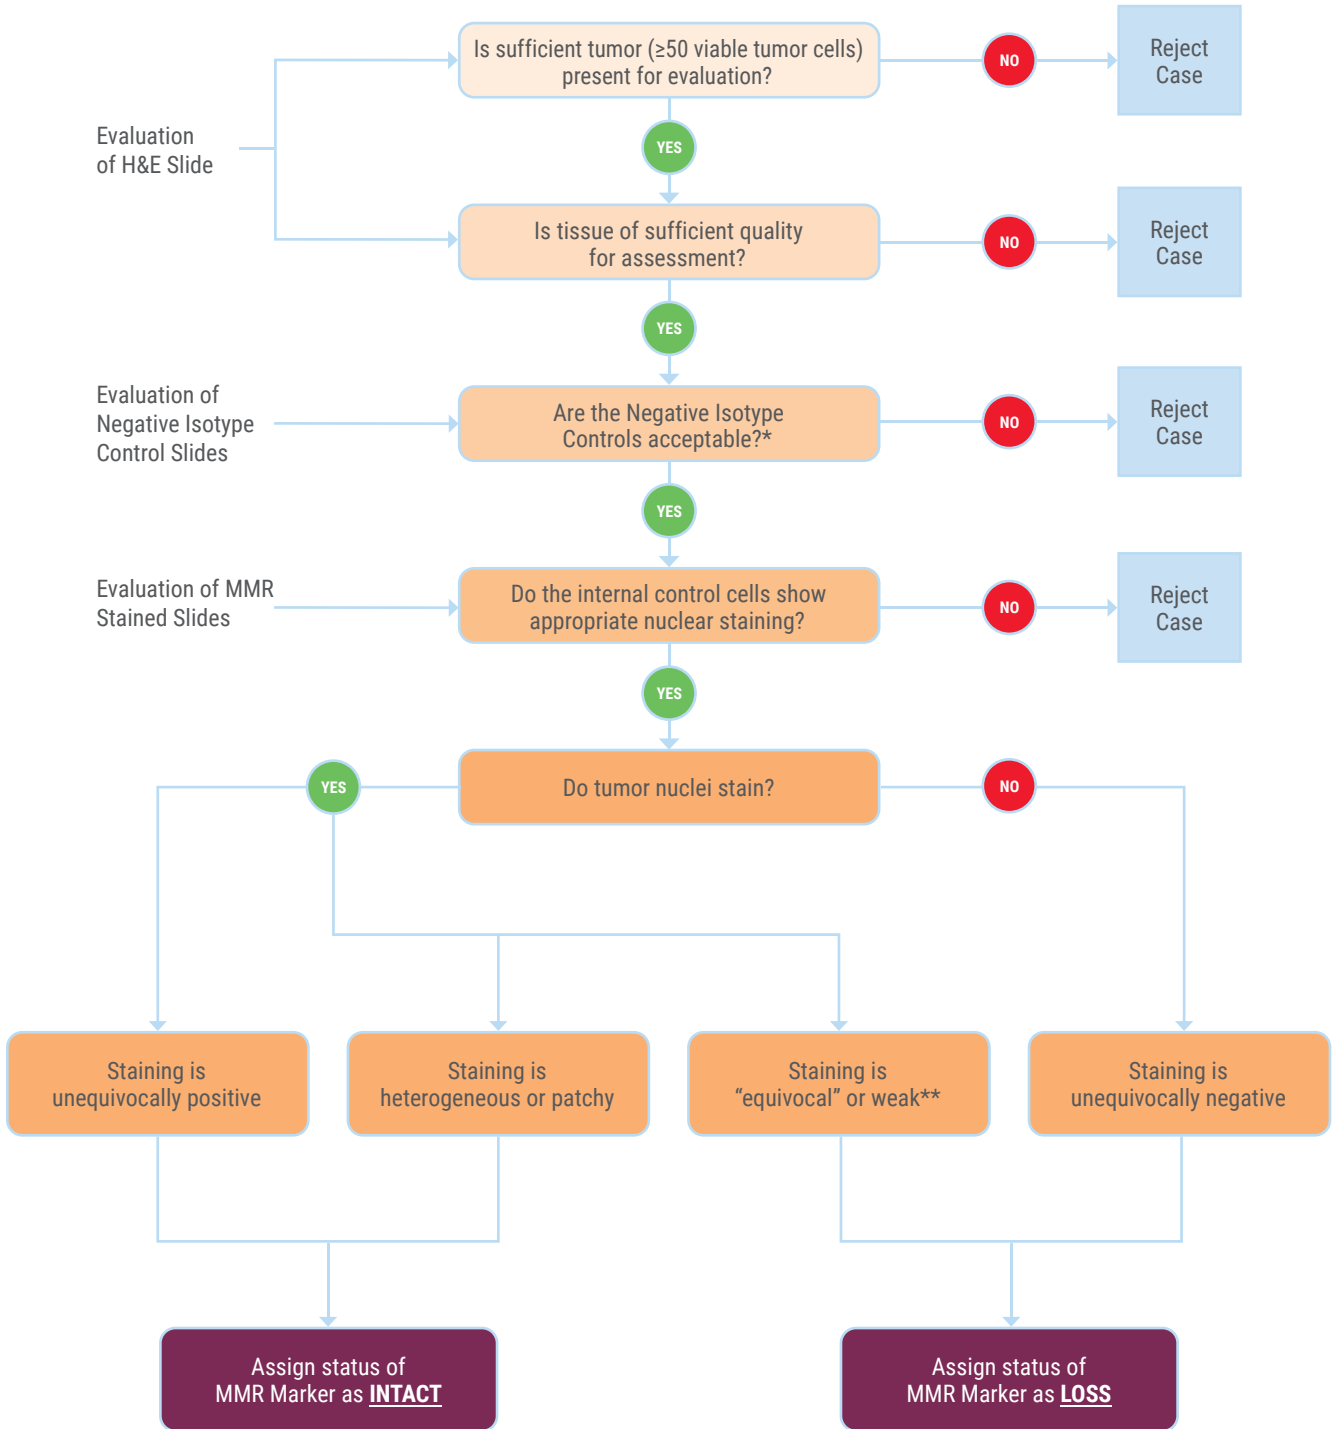 Is sufficient tumor (≥50 viable tumor cells)
present for evaluation?
NO
Reject
Case
Evaluation
of H&E Slide
YES
Is tissue of sufficient quality
for assessment?
NO
Reject
Case
YES
Evaluation of
Negative Isotype
Control Slides
Are the Negative Isotype
Controls acceptable?*
NO
Reject
Case
YES
Evaluation of MMR
Stained Slides
Do the internal control cells show
appropriate nuclear staining?
NO
Reject
Case
YES
YES
Do tumor nuclei stain?
NO
Staining is
unequivocally positive
Staining is
heterogeneous or patchy
Staining is
“equivocal” or weak**
Staining is
unequivocally negative
Assign status of
MMR Marker as INTACT
Assign status of
MMR Marker as LOSS